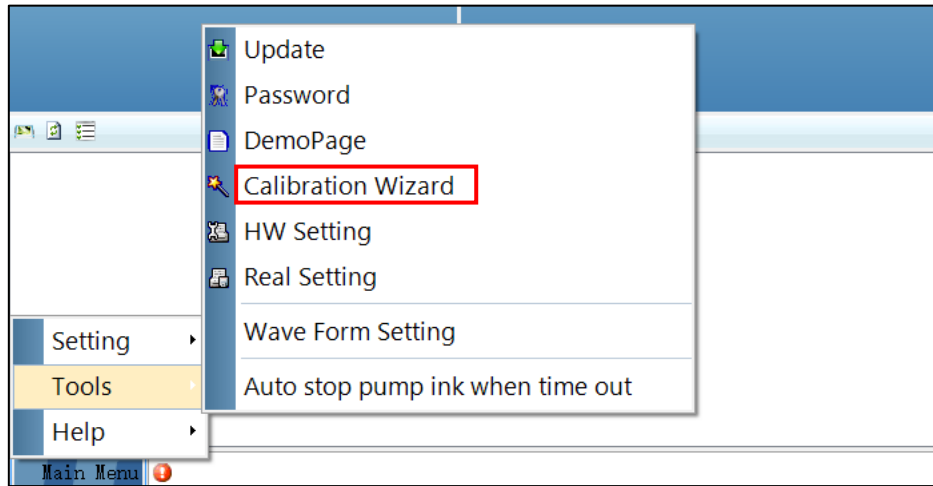 Update
Password
DemoPage
Calibration Wizard
HW Setting
Real Setting
Wave Form Setting
Auto stop pump ink when time out
Setting
Tools
Help
Main Menu